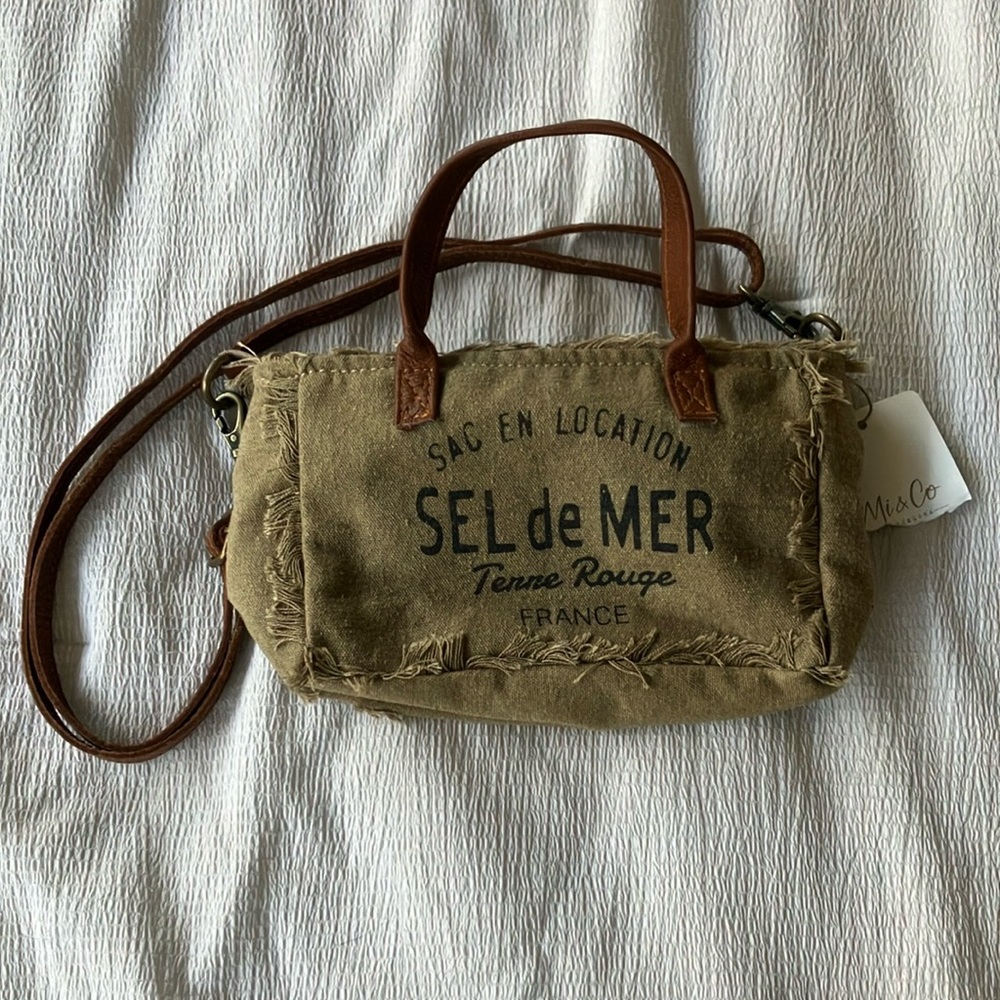 SAC EN LOCATION
SEL de MER
Terre Rouge
FRANCE
Mi & Co